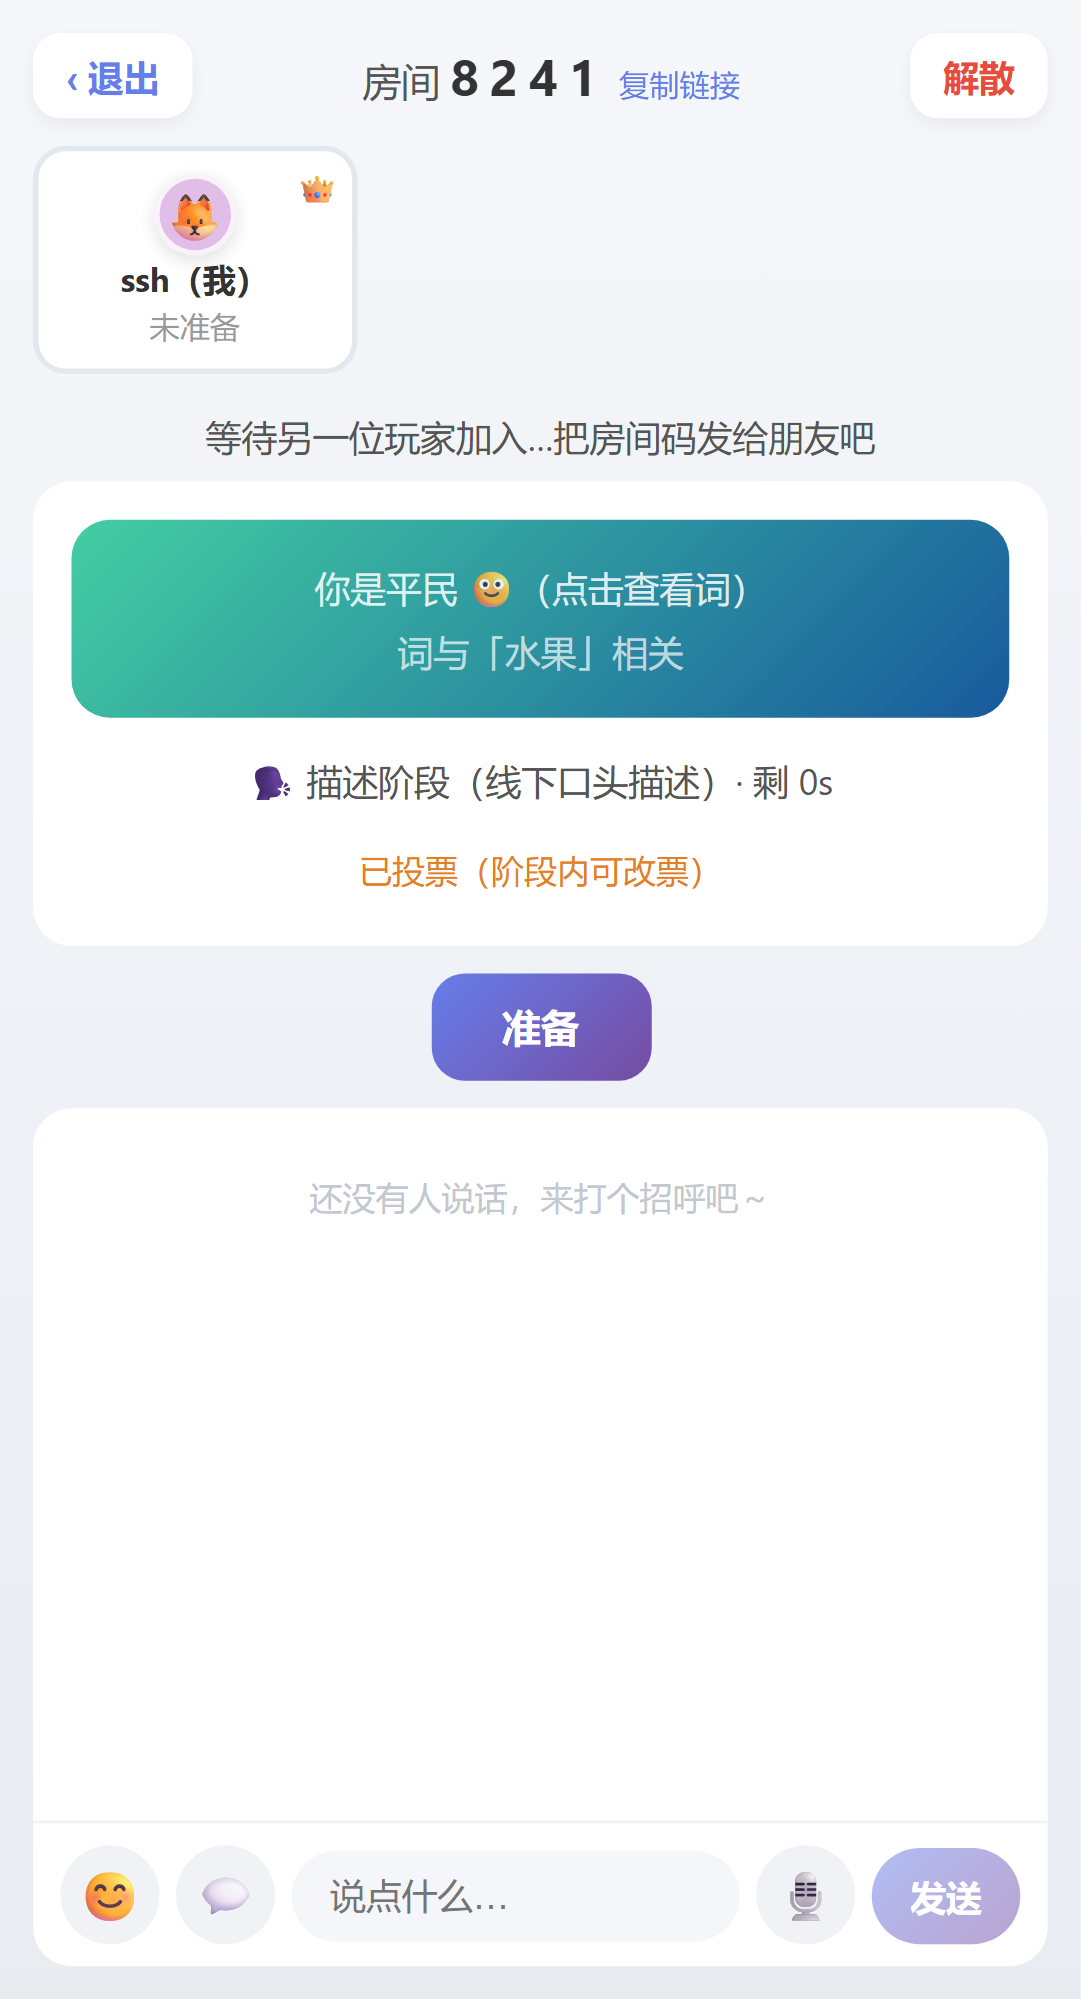 ‹ 退出
房间 8241 复制链接
解散
ssh（我）
未准备
等待另一位玩家加入...把房间码发给朋友吧
你是平民 🙂 （点击查看词）
词与「水果」相关
🗣 描述阶段（线下口头描述）· 剩 0s
已投票（阶段内可改票）
准备
还没有人说话，来打个招呼吧～
说点什么...
发送